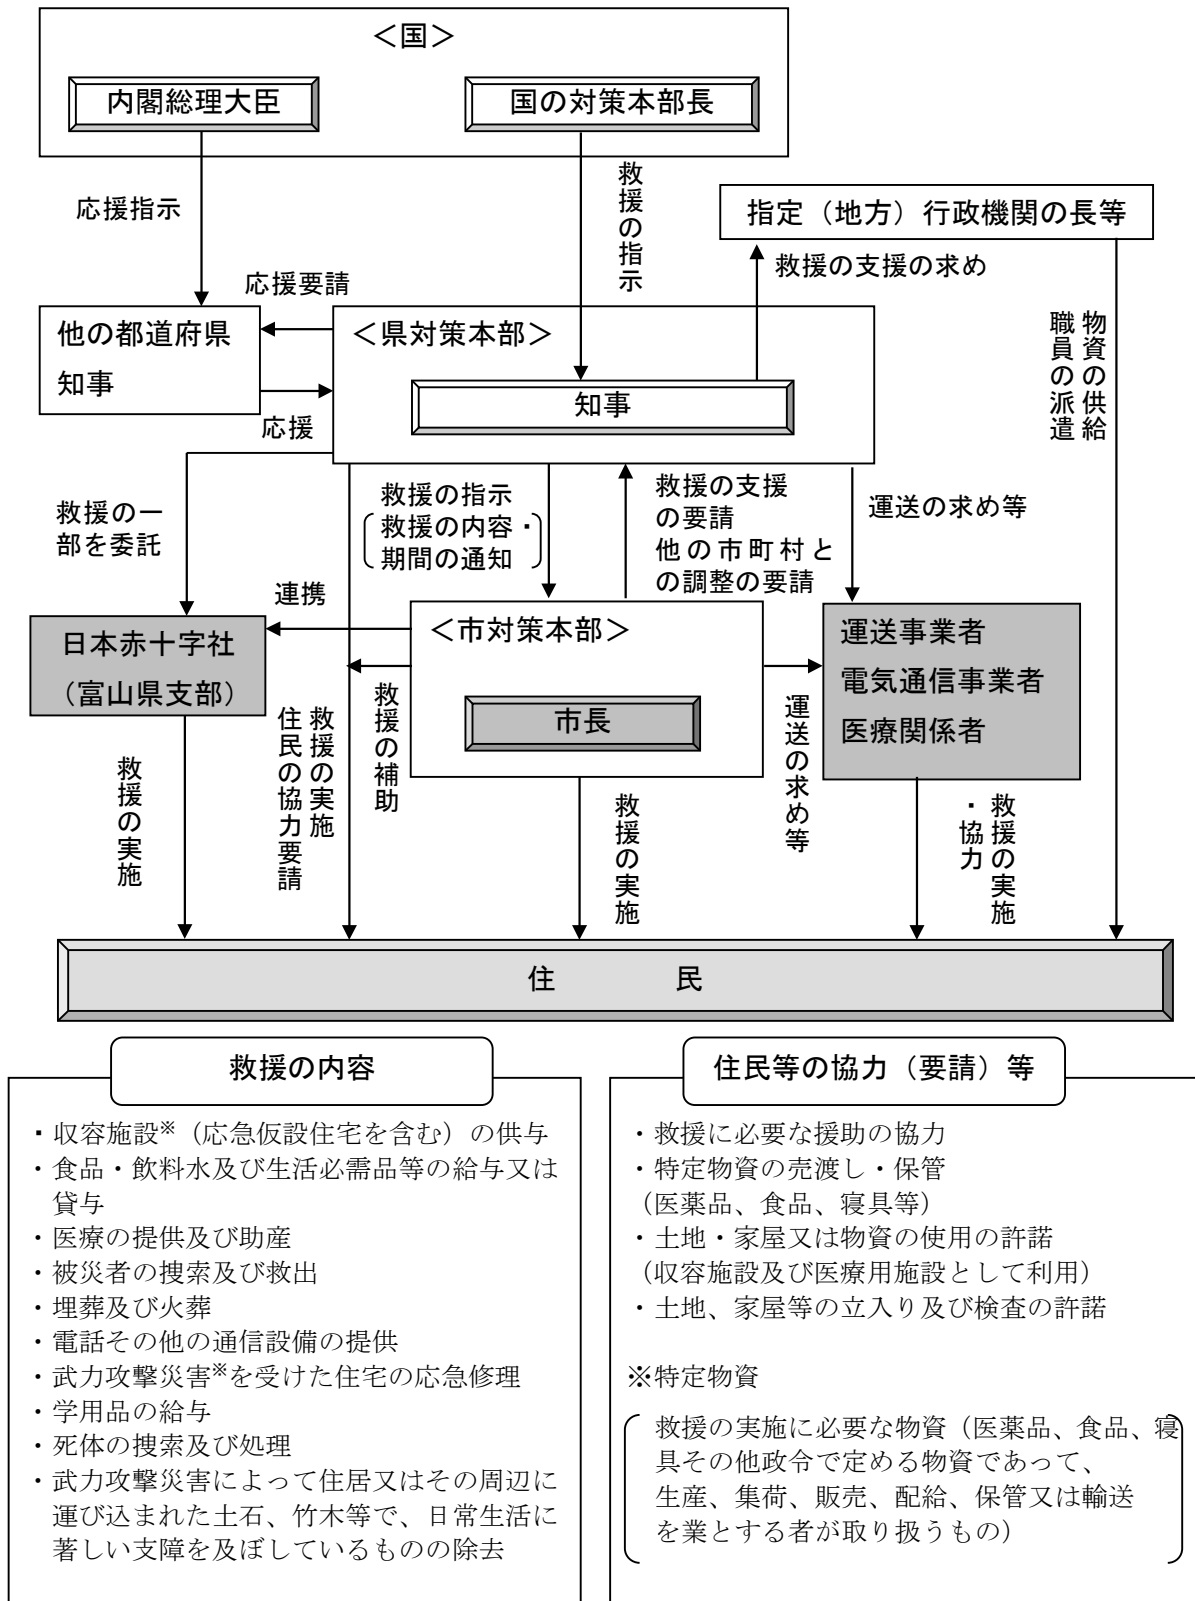 ＜国＞
内閣総理大臣
国の対策本部長
応援指示
救援の指示
指定（地方）行政機関の長等
救援の支援の求め
応援要請
他の都道府県
知事
＜県対策本部＞
知事
物資の供給
職員の派遣
応援
救援の一
部を委託
救援の指示
救援の内容・
期間の通知
救援の支援
の要請
他の市町村と
の調整の要請
運送の求め等
連携
日本赤十字社
（富山県支部）
＜市対策本部＞
市長
運送事業者
電気通信事業者
医療関係者
救援の実施
救援の実施
住民の協力要請
救援の補助
救援の実施
運送の求め等
救援の実施
・協力
住　民
救援の内容
・収容施設※（応急仮設住宅を含む）の供与
・食品・飲料水及び生活必需品等の給与又は
貸与
・医療の提供及び助産
・被災者の捜索及び救出
・埋葬及び火葬
・電話その他の通信設備の提供
・武力攻撃災害※を受けた住宅の応急修理
・学用品の給与
・死体の捜索及び処理
・武力攻撃災害によって住居又はその周辺に
運び込まれた土石、竹木等で、日常生活に
著しい支障を及ぼしているものの除去
住民等の協力（要請）等
・救援に必要な援助の協力
・特定物資の売渡し・保管
（医薬品、食品、寝具等）
・土地・家屋又は物資の使用の許諾
（収容施設及び医療用施設として利用）
・土地、家屋等の立入り及び検査の許諾
※特定物資
救援の実施に必要な物資（医薬品、食品、寝
具その他政令で定める物資であって、
生産、集荷、販売、配給、保管又は輸送
を業とする者が取り扱うもの）